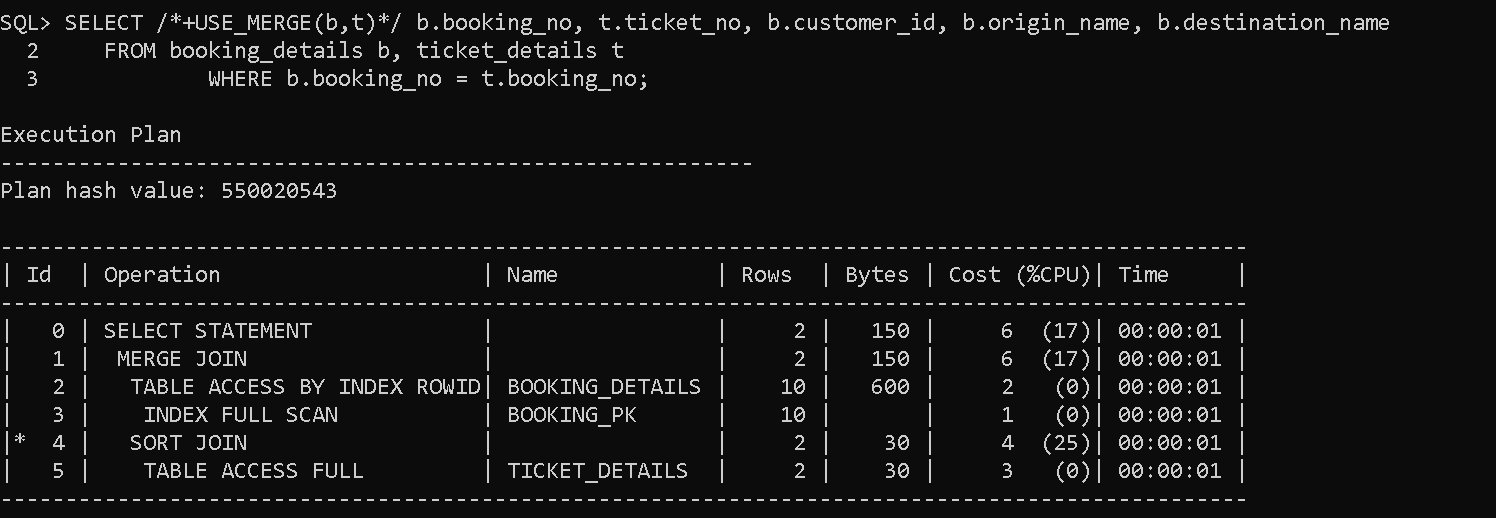 SQL> SELECT /*+USE_MERGE(b,t)*/ b.booking_no, t.ticket_no, b.customer_id, b.origin_name, b.destination_name
  2     FROM booking_details b, ticket_details t
  3             WHERE b.booking_no = t.booking_no;
Execution Plan
----------------------------------------------------------
Plan hash value: 550020543
------------------------------------------------------------------------------------------------
| Id  | Operation                    | Name            | Rows  | Bytes | Cost (%CPU)| Time     |
------------------------------------------------------------------------------------------------
|   0 | SELECT STATEMENT             |                 |     2 |   150 |     6  (17)| 00:00:01 |
|   1 |  MERGE JOIN                  |                 |     2 |   150 |     6  (17)| 00:00:01 |
|   2 |   TABLE ACCESS BY INDEX ROWID| BOOKING_DETAILS |    10 |   600 |     2   (0)| 00:00:01 |
|   3 |    INDEX FULL SCAN           | BOOKING_PK      |    10 |       |     1   (0)| 00:00:01 |
|*  4 |   SORT JOIN                  |                 |     2 |    30 |     4  (25)| 00:00:01 |
|   5 |    TABLE ACCESS FULL         | TICKET_DETAILS  |     2 |    30 |     3   (0)| 00:00:01 |
------------------------------------------------------------------------------------------------